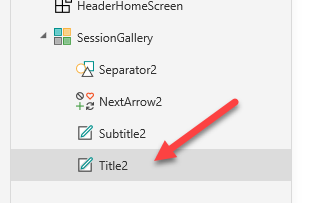 HeaderHomeScreen
SessionGallery
Separator2
NextArrow2
Subtitle2
Title2